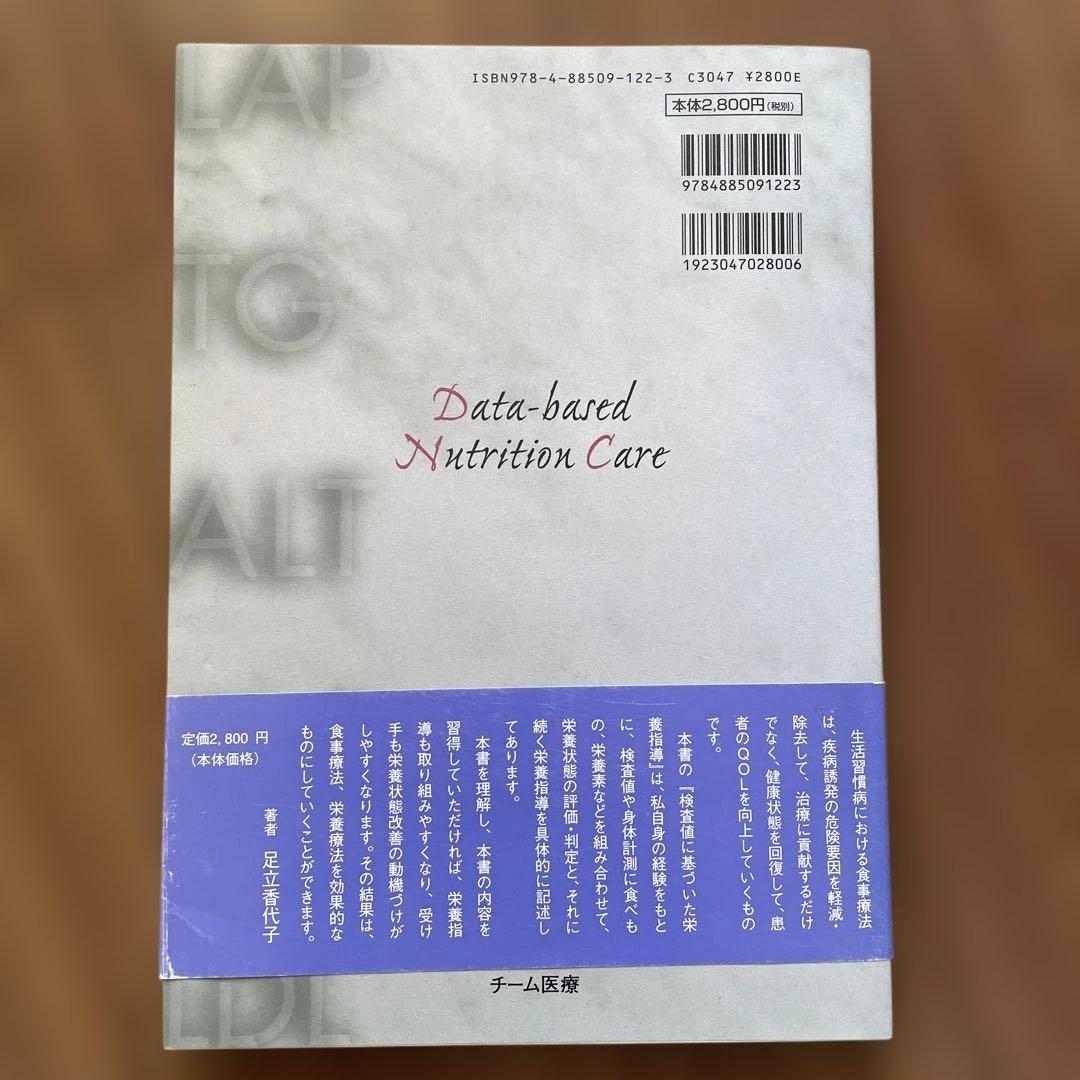 LAP
ISBN978-4-88509-122-3 C3047 ¥2800E
本体2,800円(税別)
9784885091223
1923047028006
TG
Data-based
Nutrition Care
ALT
生活習慣病における食事療法
は、疾病誘発の危険要因を軽減・
除去して、治療に貢献するだけ
でなく、健康状態を回復して、患
者のQOLを向上していくもの
です。
本書の『検査値に基づいた栄
養指導』は、私自身の経験をもと
に、検査値や身体計測に食べも
の、栄養素などを組み合わせて、
栄養状態の評価・判定と、それに
続く栄養指導を具体的に記述し
てあります。
本書を理解し、本書の内容を
習得していただければ、栄養指
導も取り組みやすくなり、受け
手も栄養状態改善の動機づけが
しやすくなります。その結果は、
食事療法、栄養療法を効果的な
ものにしていくことができます。
著者 足立香代子
定価2,800円
(本体価格)
チーム医療
LDL